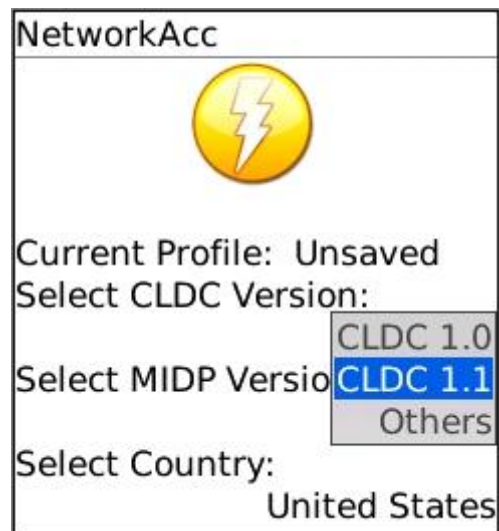 NetworkAcc
Current Profile: Unsaved
Select CLDC Version:
CLDC 1.0
Select MIDP Versio
CLDC 1.1
Others
Select Country:
United States